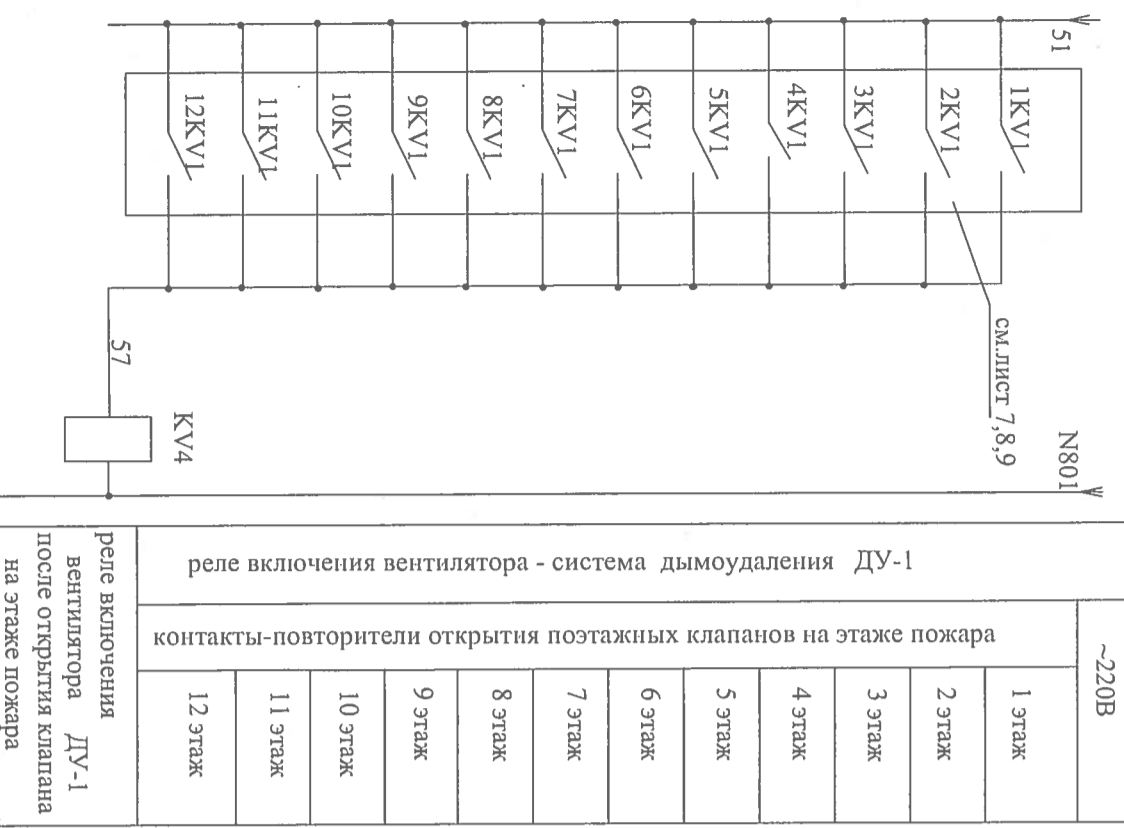 51
1KV1
2KV1
3KV1
4KV1
5KV1
6KV1
7KV1
8KV1
9KV1
10KV1
11KV1
12KV1
см.лист 7,8,9
N801
57
KV4
~220В
реле включения вентилятора - система дымоудаления ДУ-1
контакты-повторители открытия поэтажных клапанов на этаже пожара
1 этаж
2 этаж
3 этаж
4 этаж
5 этаж
6 этаж
7 этаж
8 этаж
9 этаж
10 этаж
11 этаж
12 этаж
реле включения
вентилятора ДУ-1
после открытия клапана
на этаже пожара